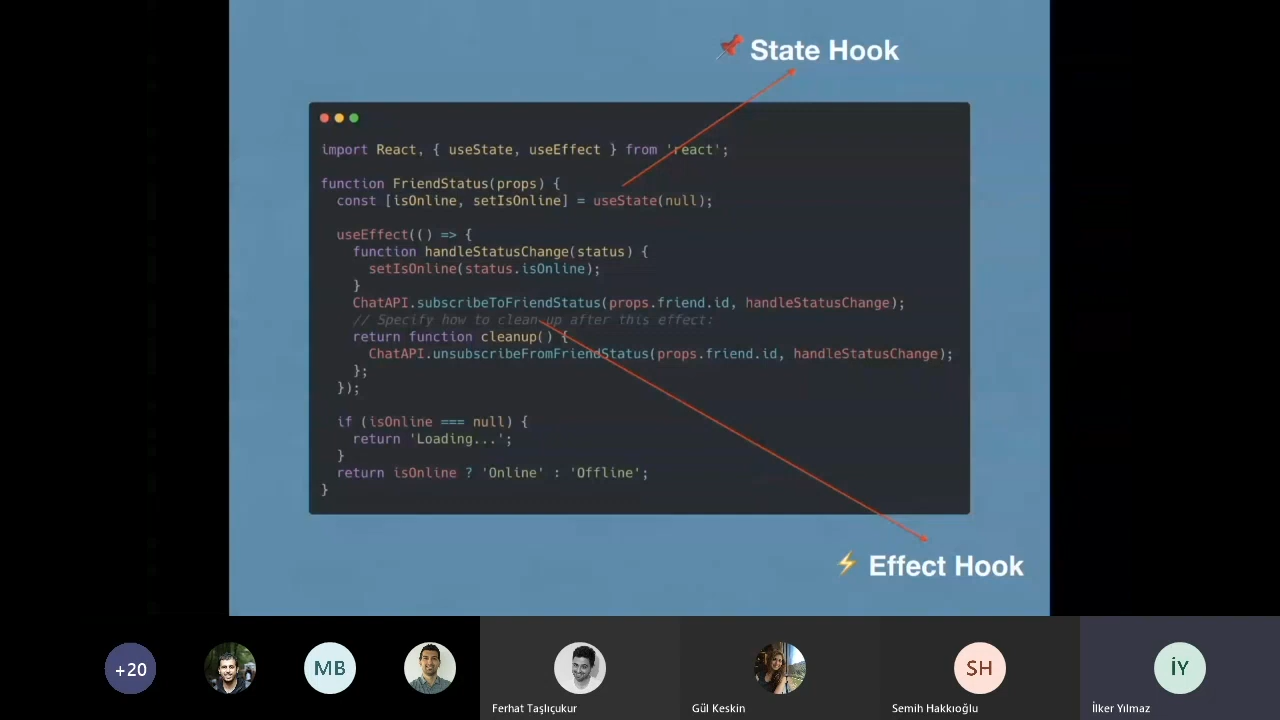 State Hook
import React, { useState, useEffect } from 'react';
function FriendStatus(props) {
const [isOnline, setIsOnline] = useState(null);
useEffect(() => {
function handleStatusChange(status) {
setIsOnline(status.isOnline);
}
ChatAPI.subscribeToFriendStatus(props.friend.id, handleStatusChange);
// Specify how to clean up after this effect:
return function cleanup() {
ChatAPI.unsubscribeFromFriendStatus(props.friend.id, handleStatusChange);
};
});
if (isOnline === null) {
return 'Loading...';
}
return isOnline ? 'Online' : 'Offline';
}
Effect Hook
+20
MB
SH
İY
Ferhat Taşlıçukur
Gül Keskin
Semih Hakkıoğlu
İlker Yılmaz